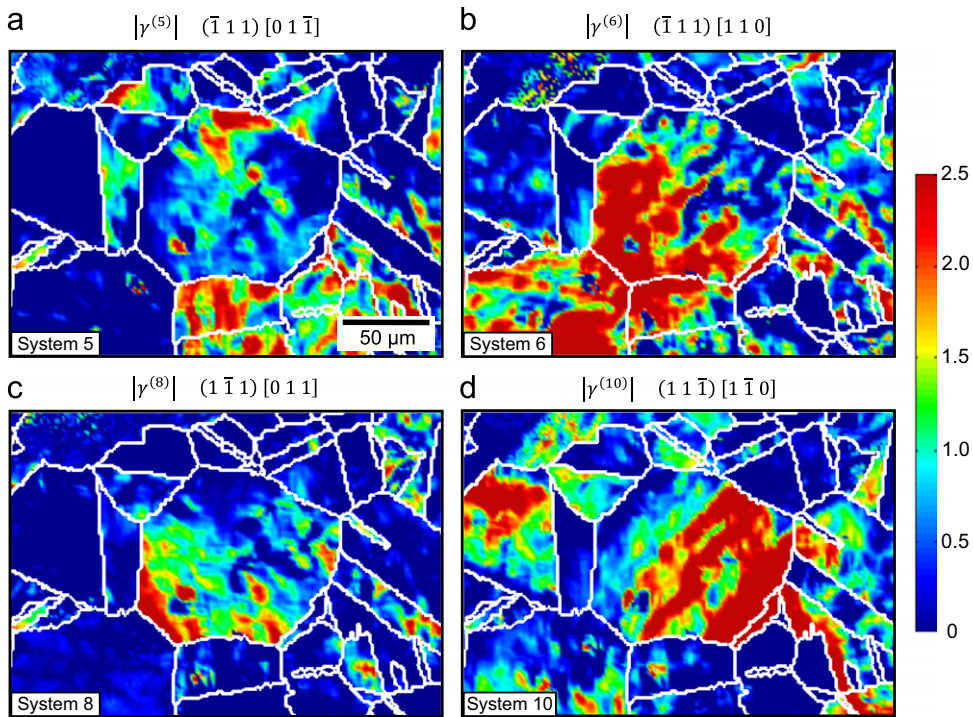 a |γ⁽⁵⁾| (1̅ 1 1) [0 1 1̅]
b |γ⁽⁶⁾| (1̅ 1 1) [1 1 0]
System 5
50 μm
System 6
c |γ⁽⁸⁾| (1 1̅ 1) [0 1 1]
d |γ⁽¹⁰⁾| (1 1 1̅) [1 1̅ 0]
System 8
System 10
2.5
2.0
1.5
1.0
0.5
0